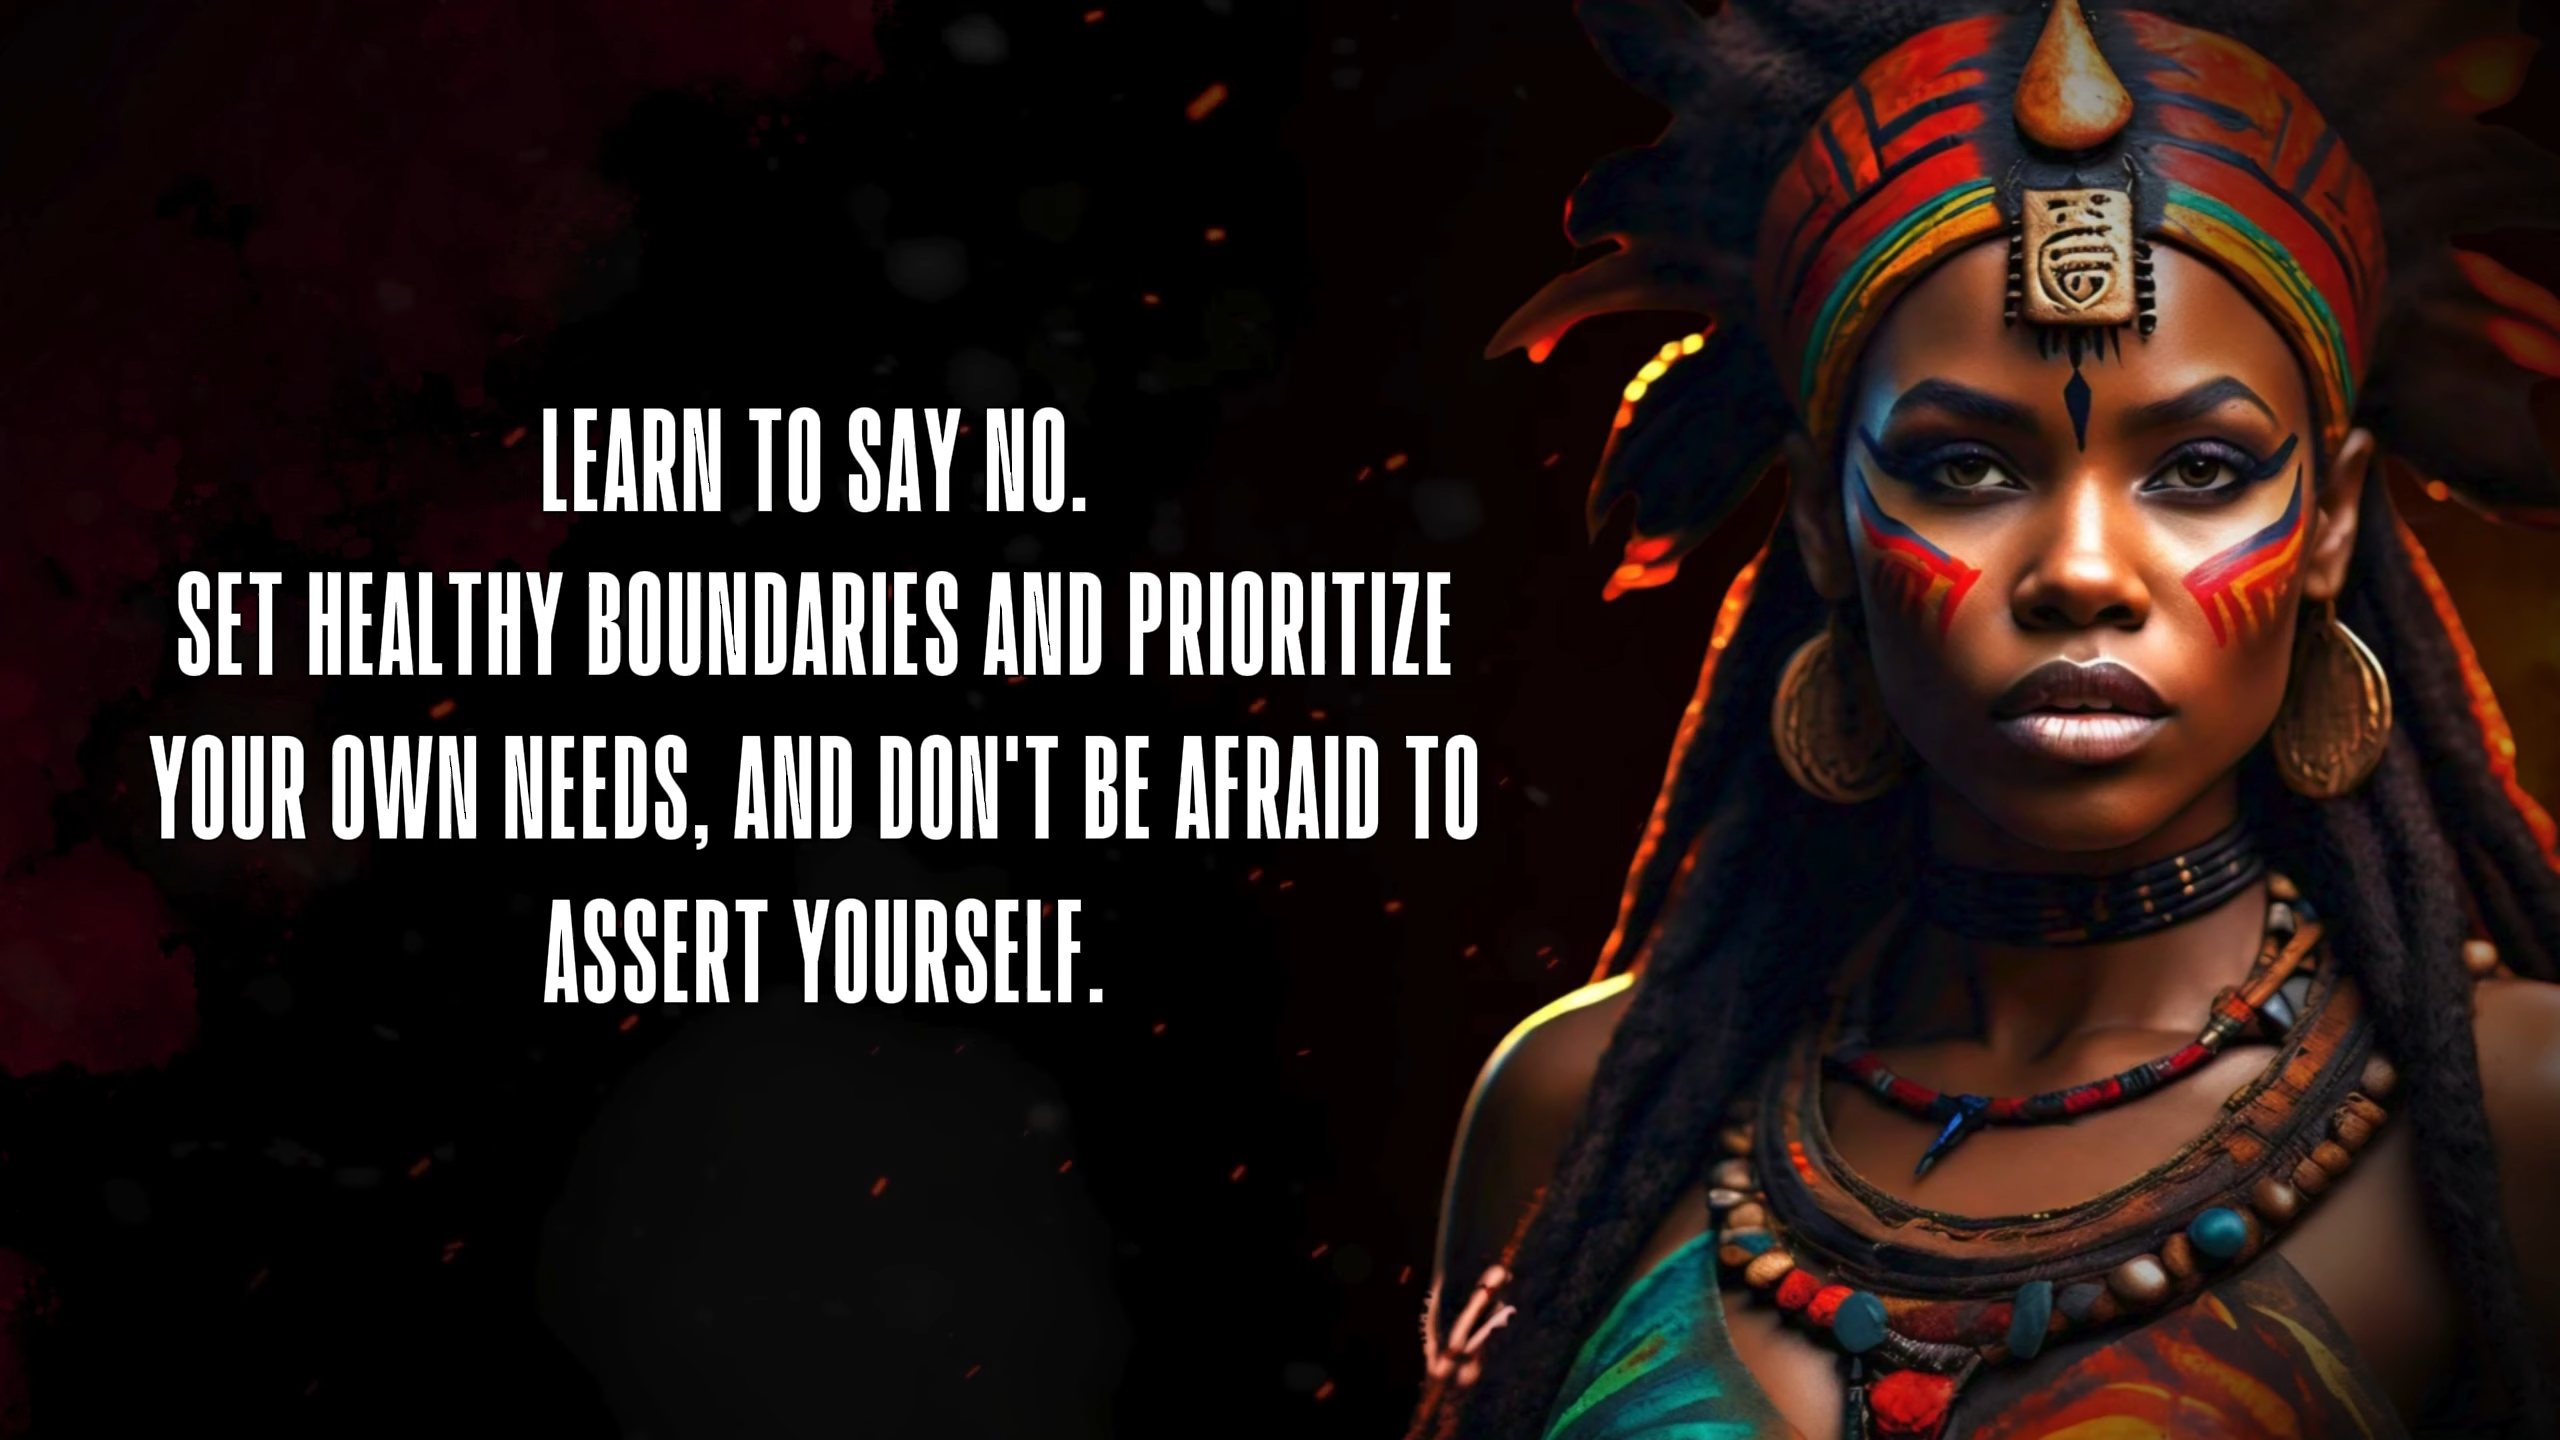 LEARN TO SAY NO.
SET HEALTHY BOUNDARIES AND PRIORITIZE
YOUR OWN NEEDS, AND DON'T BE AFRAID TO
ASSERT YOURSELF.